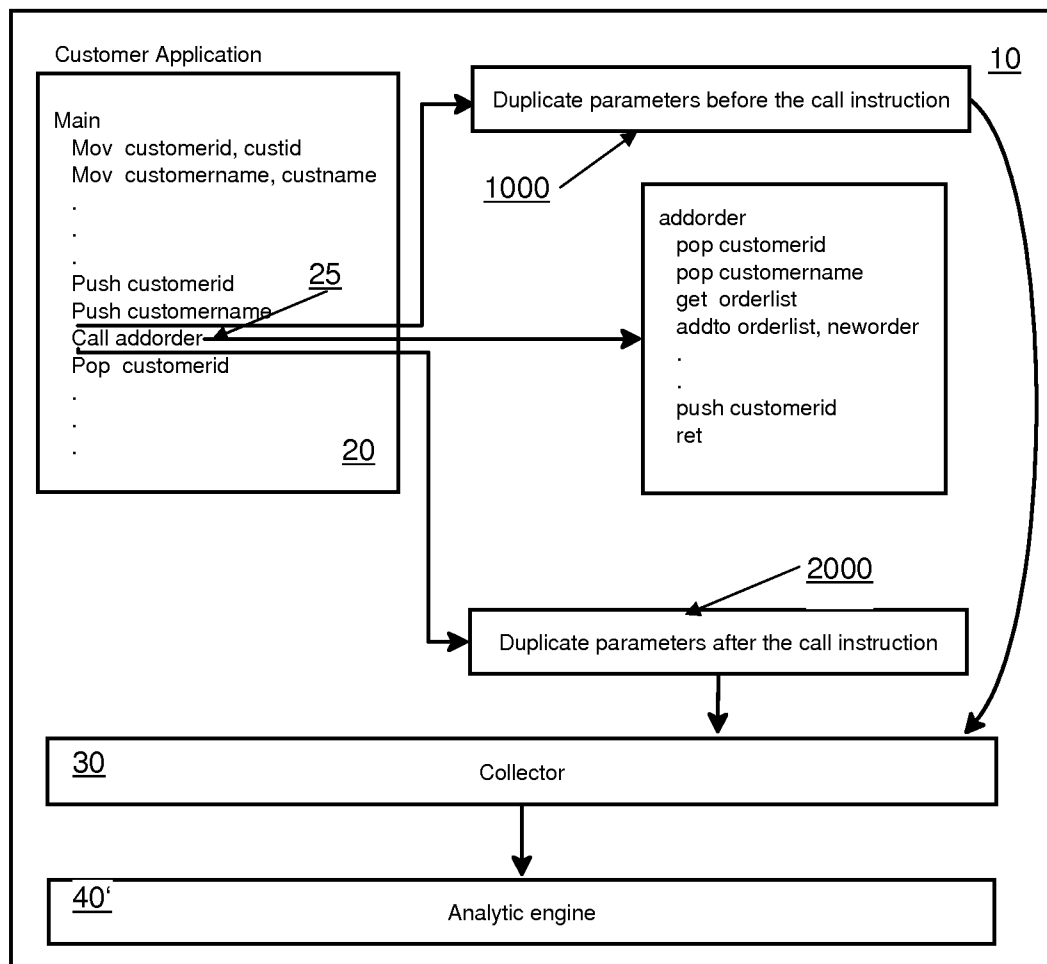 10
Customer Application
Main
Mov customerid, custid
Mov customername, custname
.
.
.
Push customerid
Push customername
Call addorder
Pop customerid
.
.
.
25
20
Duplicate parameters before the call instruction
1000
addorder
pop customerid
pop customername
get orderlist
addto orderlist, neworder
.
.
push customerid
ret
2000
Duplicate parameters after the call instruction
30
Collector
40‘
Analytic engine